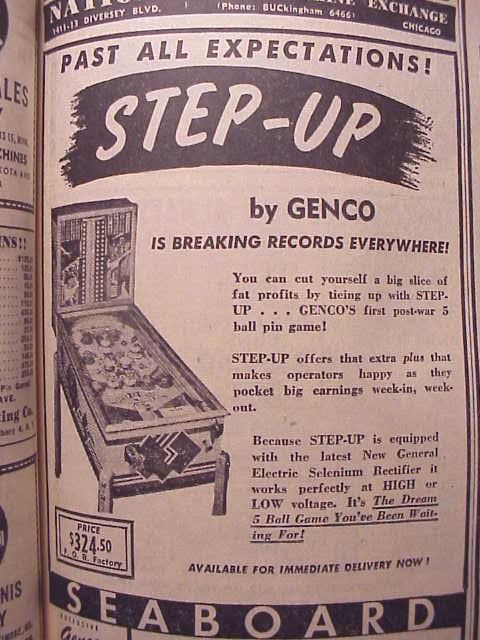 EXCHANGE
1411-13 DIVERSEY BLVD.
(Phone: BUCkingham 6466)
CHICAGO
PAST ALL EXPECTATIONS!
STEP-UP
by GENCO
IS BREAKING RECORDS EVERYWHERE!
You can cut yourself a big slice of
fat profits by tieing up with STEP-
UP . . . GENCO'S first post-war 5
ball pin game!
STEP-UP offers that extra plus that
makes operators happy as they
pocket big earnings week-in, week-
out.
Because STEP-UP is equipped
with the latest New General
Electric Selenium Rectifier it
works perfectly at HIGH or
LOW voltage. It's The Dream
5 Ball Game You've Been Wait-
ing For!
PRICE
$324.50
F. O. B. Factory
AVAILABLE FOR IMMEDIATE DELIVERY NOW!
SEABOARD